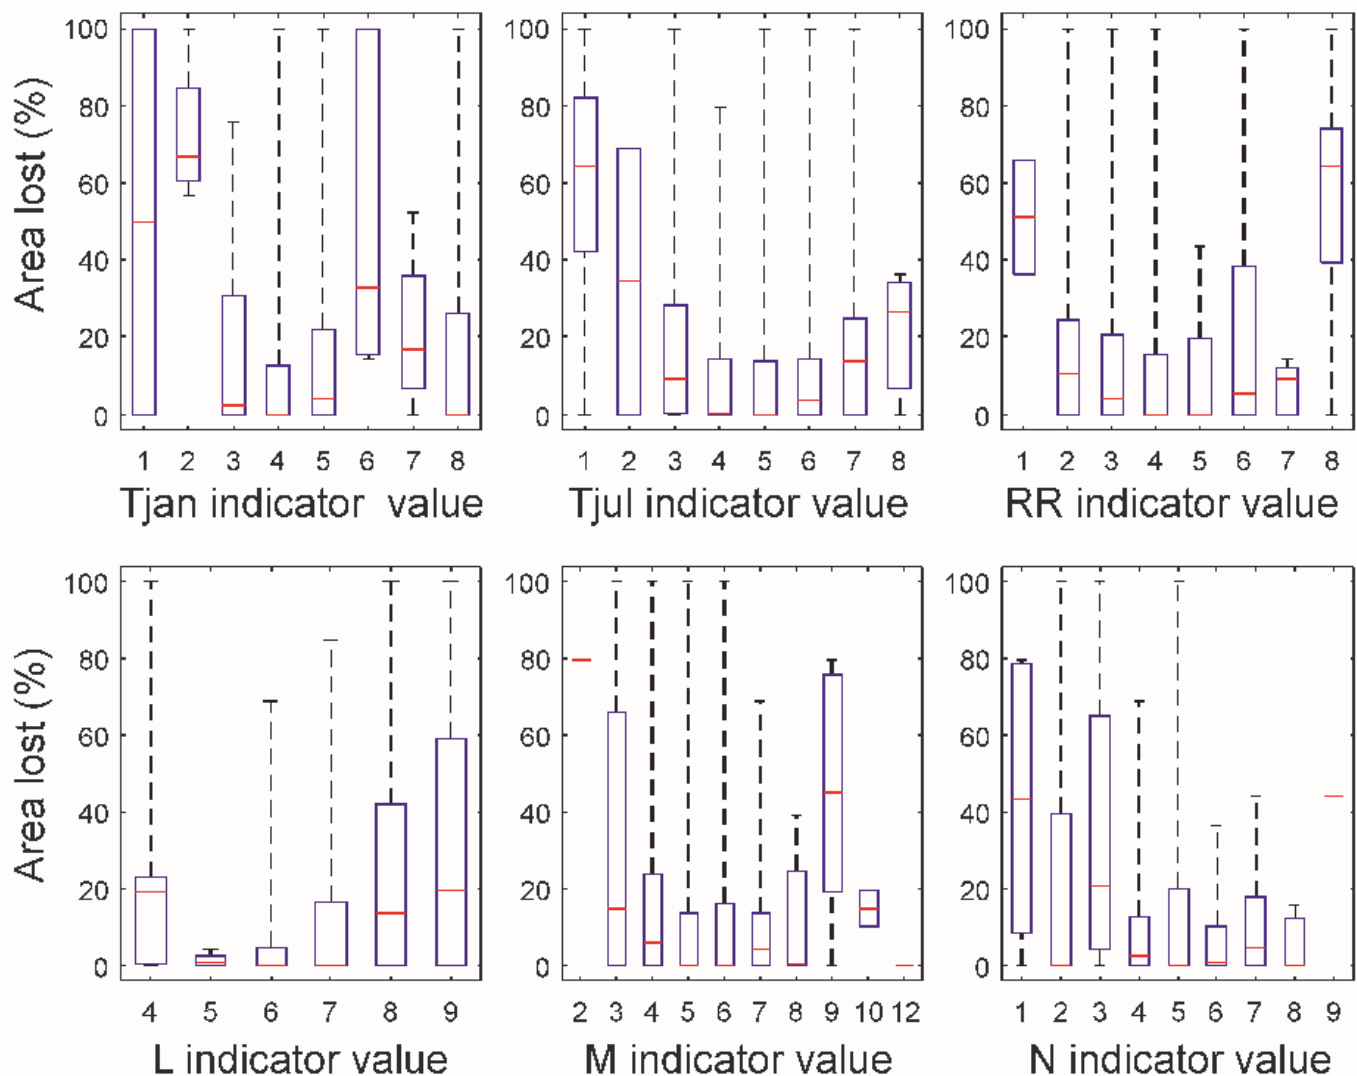 Area lost (%)
100
80
60
40
20
0
1 2 3 4 5 6 7 8
Tjan indicator value
100
80
60
40
20
0
1 2 3 4 5 6 7 8
Tjul indicator value
100
80
60
40
20
0
1 2 3 4 5 6 7 8
RR indicator value
Area lost (%)
100
80
60
40
20
0
4 5 6 7 8 9
L indicator value
100
80
60
40
20
0
2 3 4 5 6 7 8 9 10 12
M indicator value
100
80
60
40
20
0
1 2 3 4 5 6 7 8 9
N indicator value